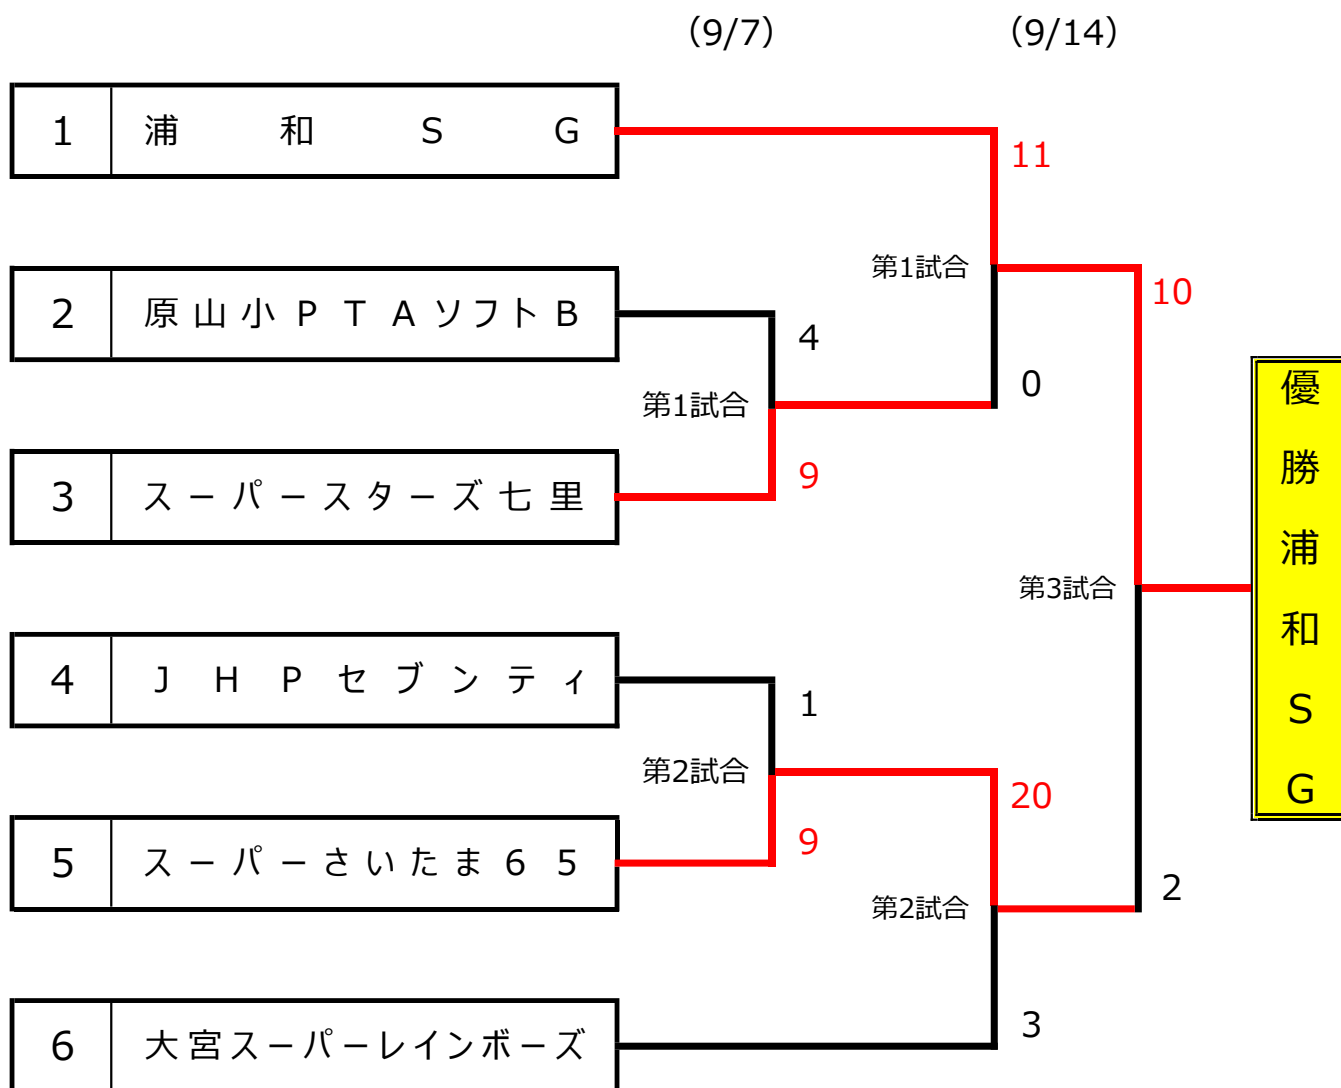 （9/7）
（9/14）
1 浦和SG
11
第1試合
10
2 原山小PTAソフトB
4
0
第1試合
9
3 スーパースターズ七里
第3試合
4 JHPセブンティ
1
第2試合
20
9
5 スーパーさいたま65
第2試合
2
6 大宮スーパーレインボーズ
3
優勝浦和SG